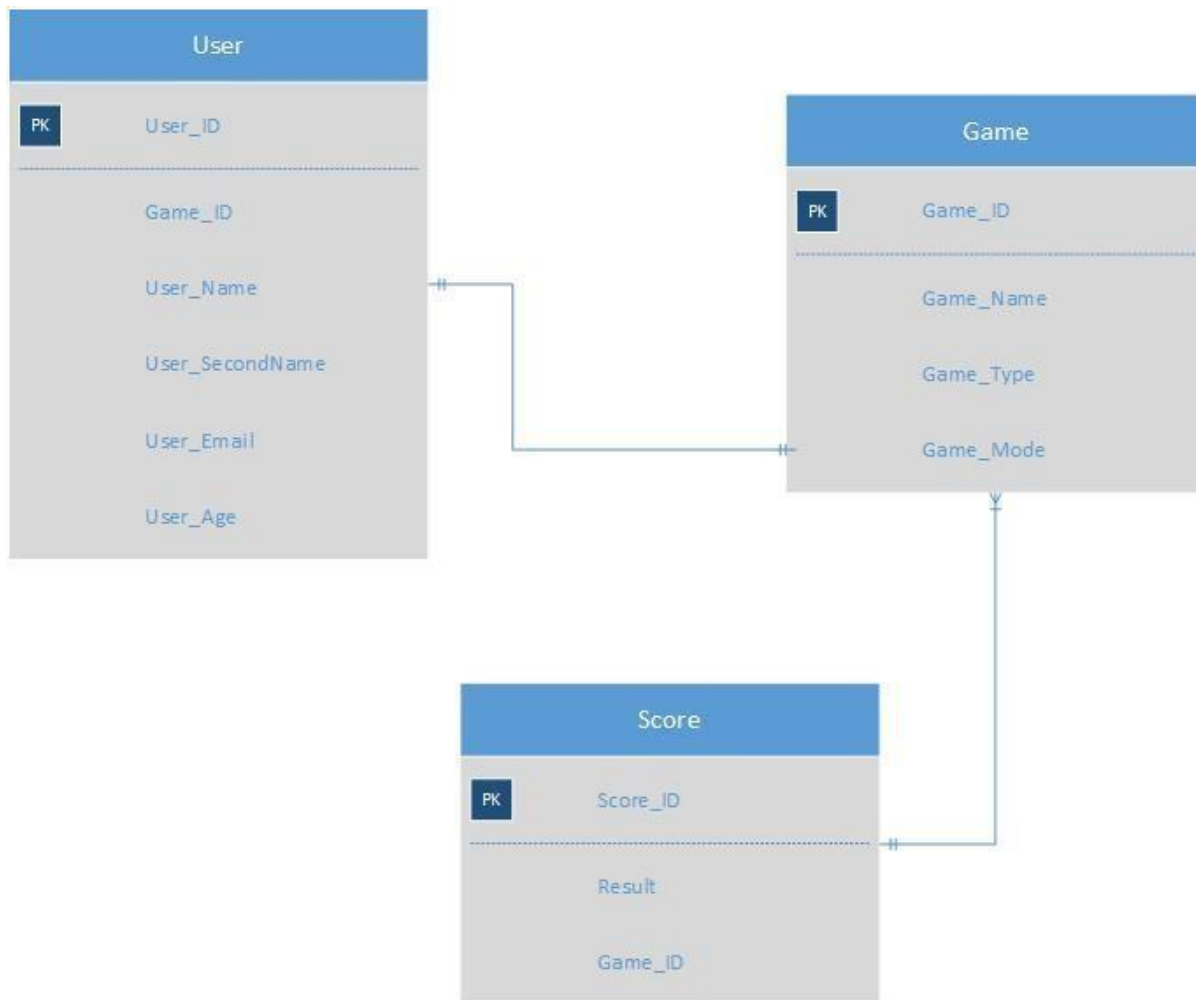 User
PK User_ID
Game_ID
User_Name
User_SecondName
User_Email
User_Age
Game
PK Game_ID
Game_Name
Game_Type
Game_Mode
Score
PK Score_ID
Result
Game_ID